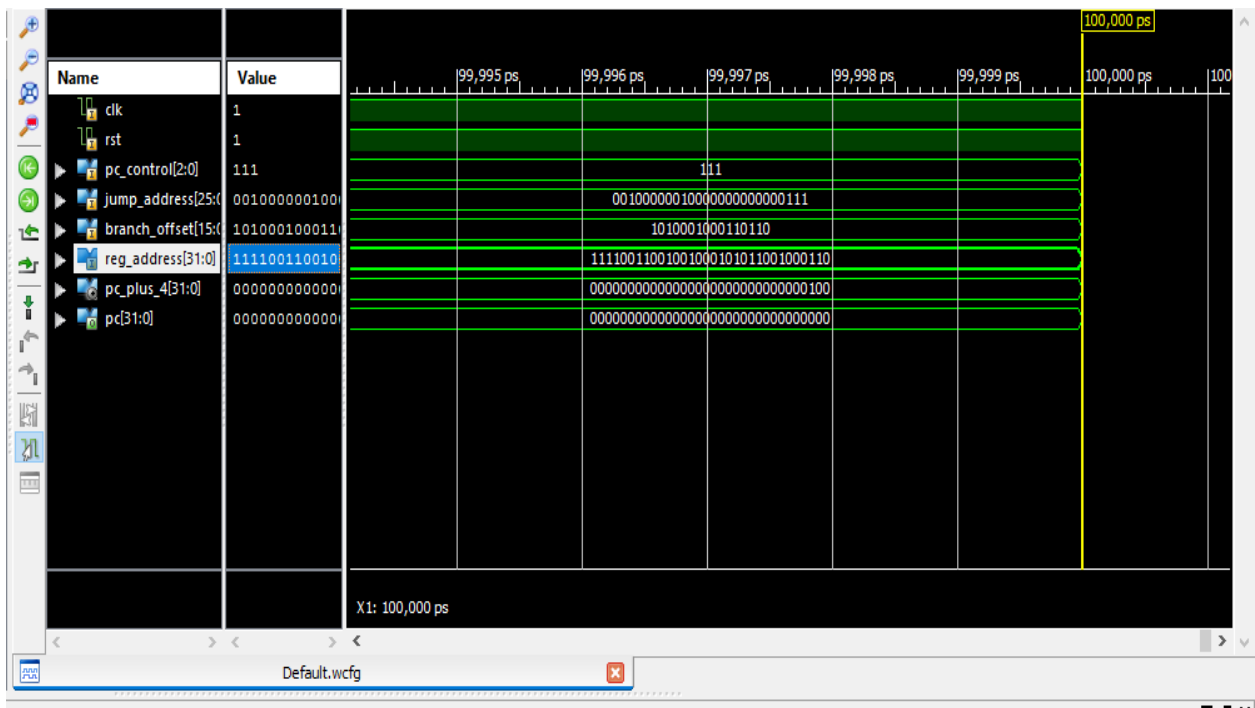 100,000 ps
Name Value 99,995 ps 99,996 ps 99,997 ps 99,998 ps 99,999 ps 100,000 ps 100
clk 1
rst 1
pc_control[2:0] 111 111
jump_address[25:0 001000000100 00100000010000000000000111
branch_offset[15:0 1010001000110 1010001000110110
reg_address[31:0] 111100110010 11110011001001000101011001000110
pc_plus_4[31:0] 000000000000 00000000000000000000000000000100
pc[31:0] 000000000000 00000000000000000000000000000000
X1: 100,000 ps
Default.wcfg